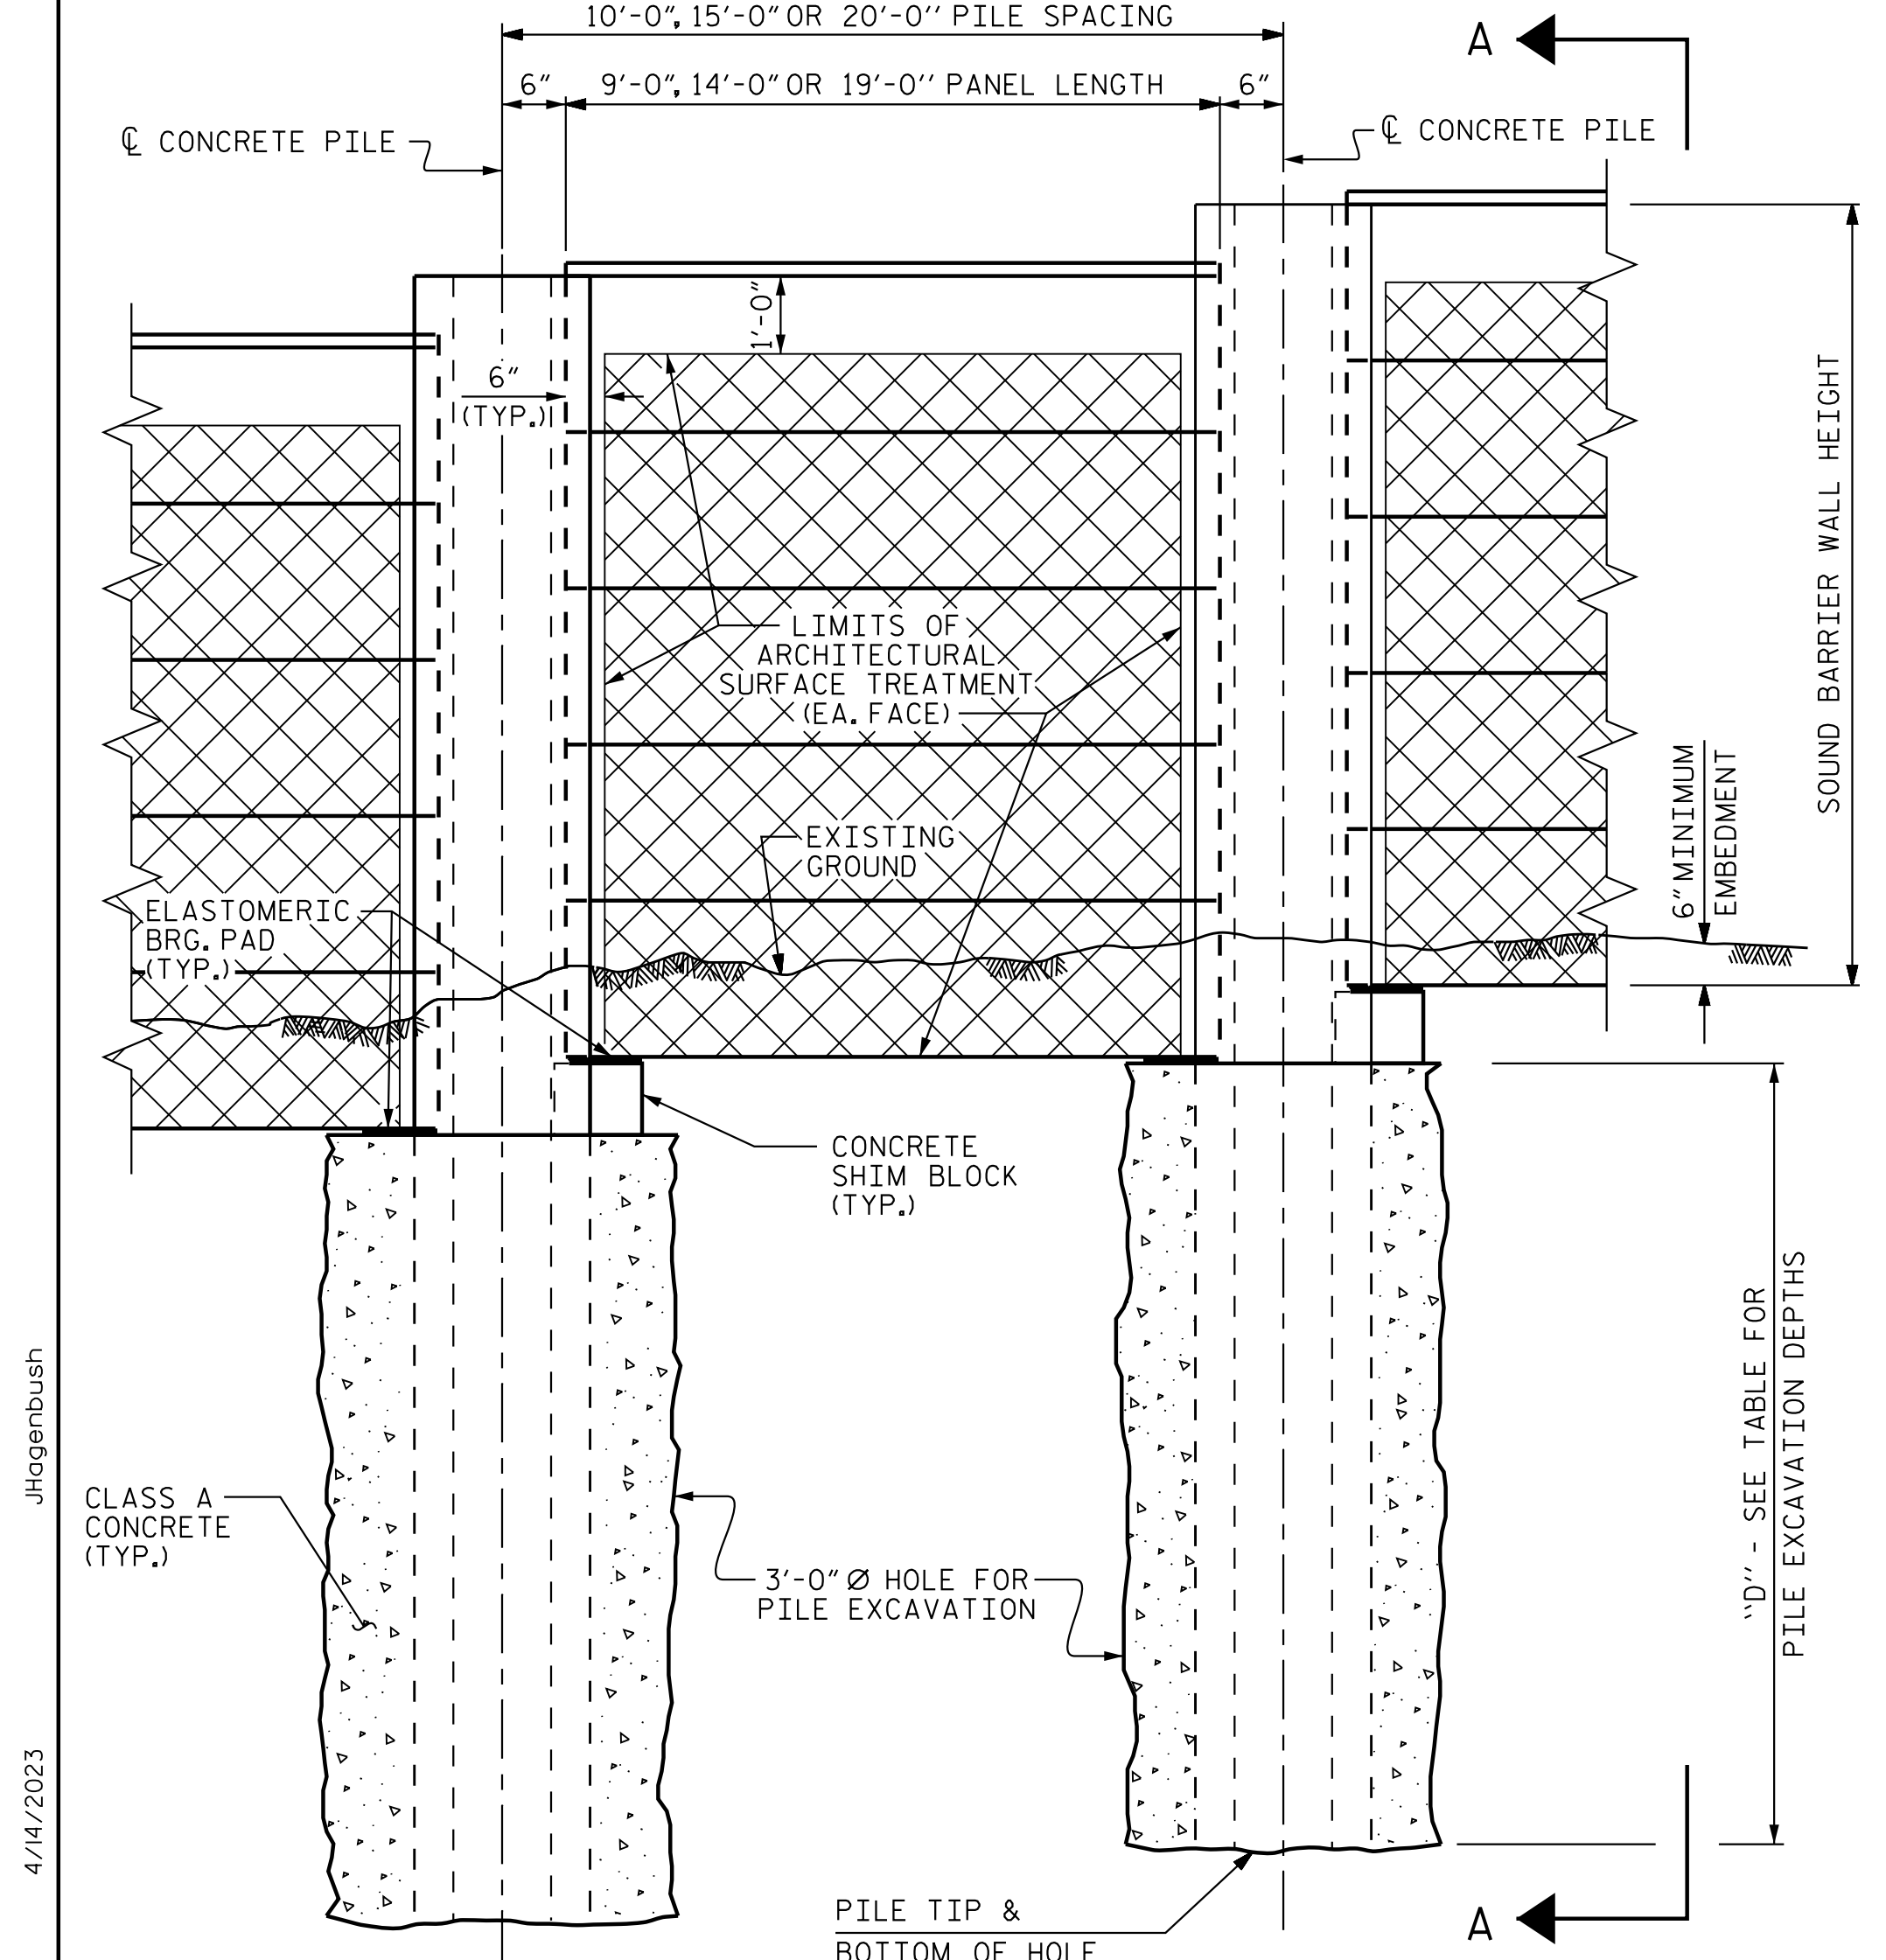 10'-0", 15'-0" OR 20'-0'' PILE SPACING
A
6"
9'-0", 14'-0" OR 19'-0'' PANEL LENGTH
6"
℄ CONCRETE PILE
℄ CONCRETE PILE
1'-0"
6"
(TYP.)
SOUND BARRIER WALL HEIGHT
LIMITS OF
ARCHITECTURAL
SURFACE TREATMENT
(EA. FACE)
6" MINIMUM
EMBEDMENT
EXISTING
GROUND
ELASTOMERIC
BRG. PAD
(TYP.)
CONCRETE
SHIM BLOCK
(TYP.)
"D" - SEE TABLE FOR
PILE EXCAVATION DEPTHS
JHagenbush
CLASS A
CONCRETE
(TYP.)
3'-0" Ø HOLE FOR
PILE EXCAVATION
4/14/2023
PILE TIP &
BOTTOM OF HOLE
A